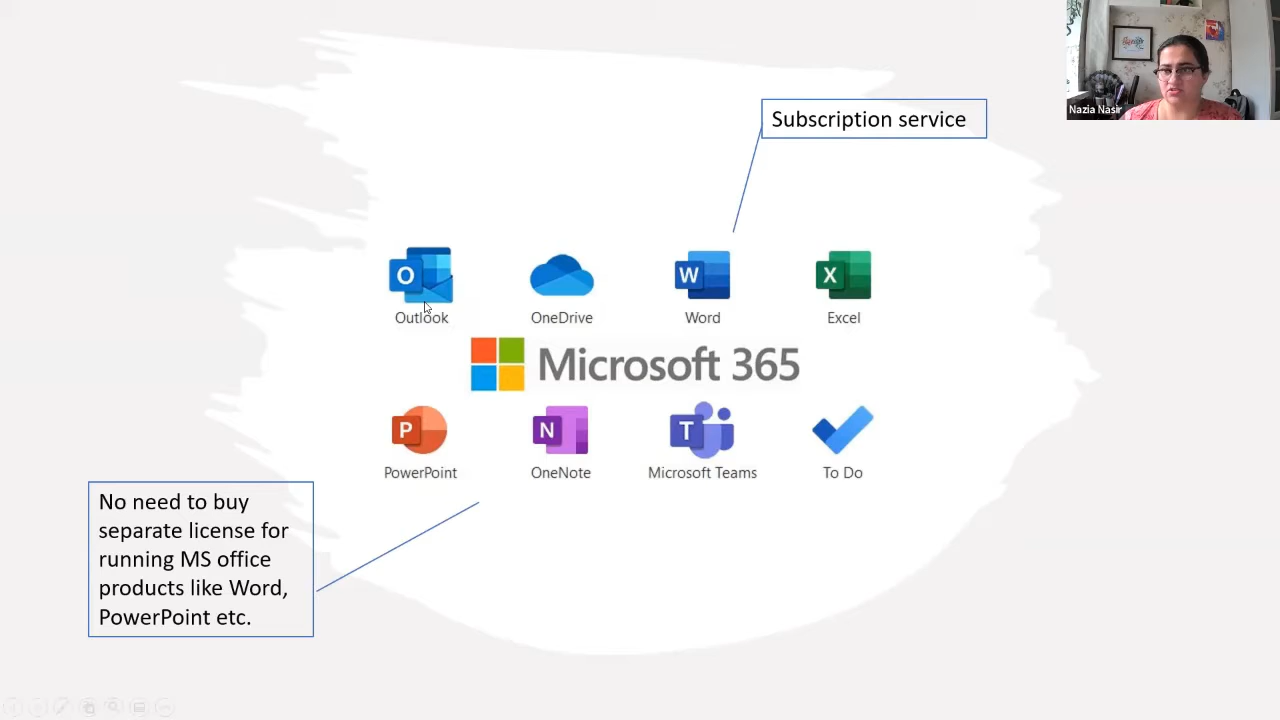 Nazia Nasir
Subscription service
O
W
X
Outlook
OneDrive
Word
Excel
Microsoft 365
P
N
T
PowerPoint
OneNote
Microsoft Teams
To Do
No need to buy
separate license for
running MS office
products like Word,
PowerPoint etc.